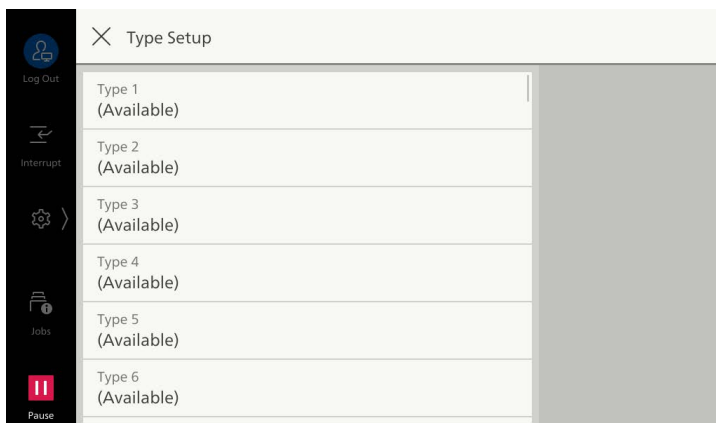 Type Setup
Log Out
Interrupt
Jobs
Pause
Type 1
(Available)
Type 2
(Available)
Type 3
(Available)
Type 4
(Available)
Type 5
(Available)
Type 6
(Available)